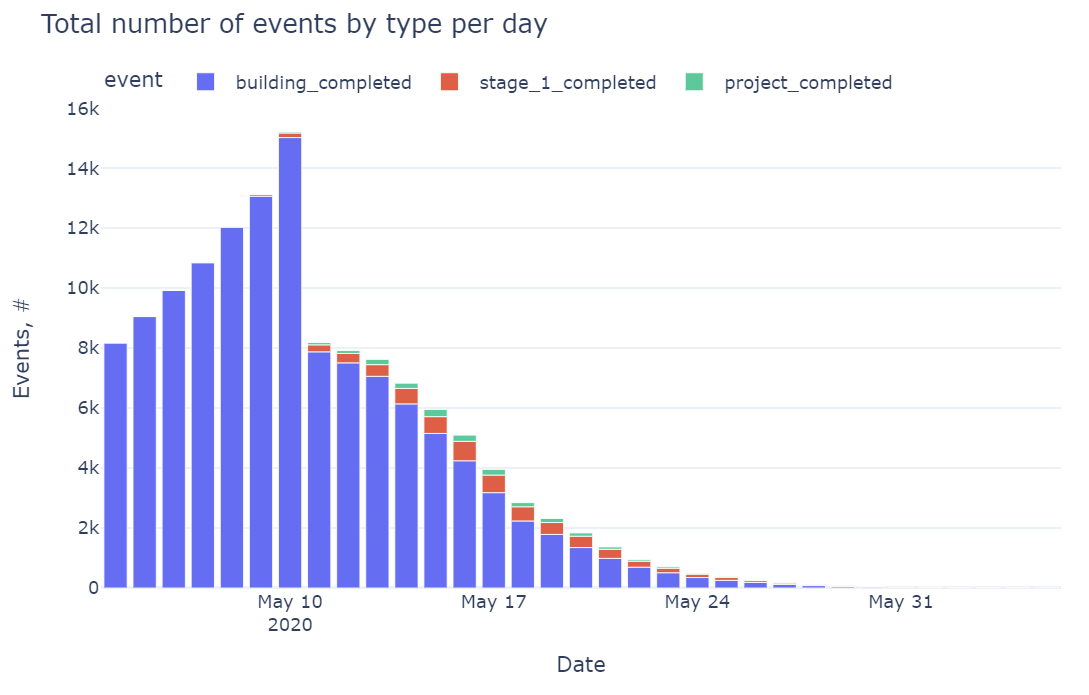 Total number of events by type per day
event building_completed stage_1_completed project_completed
16k
14k
12k
10k
8k
6k
4k
2k
0
Events, #
May 10 May 17 May 24 May 31
2020
Date